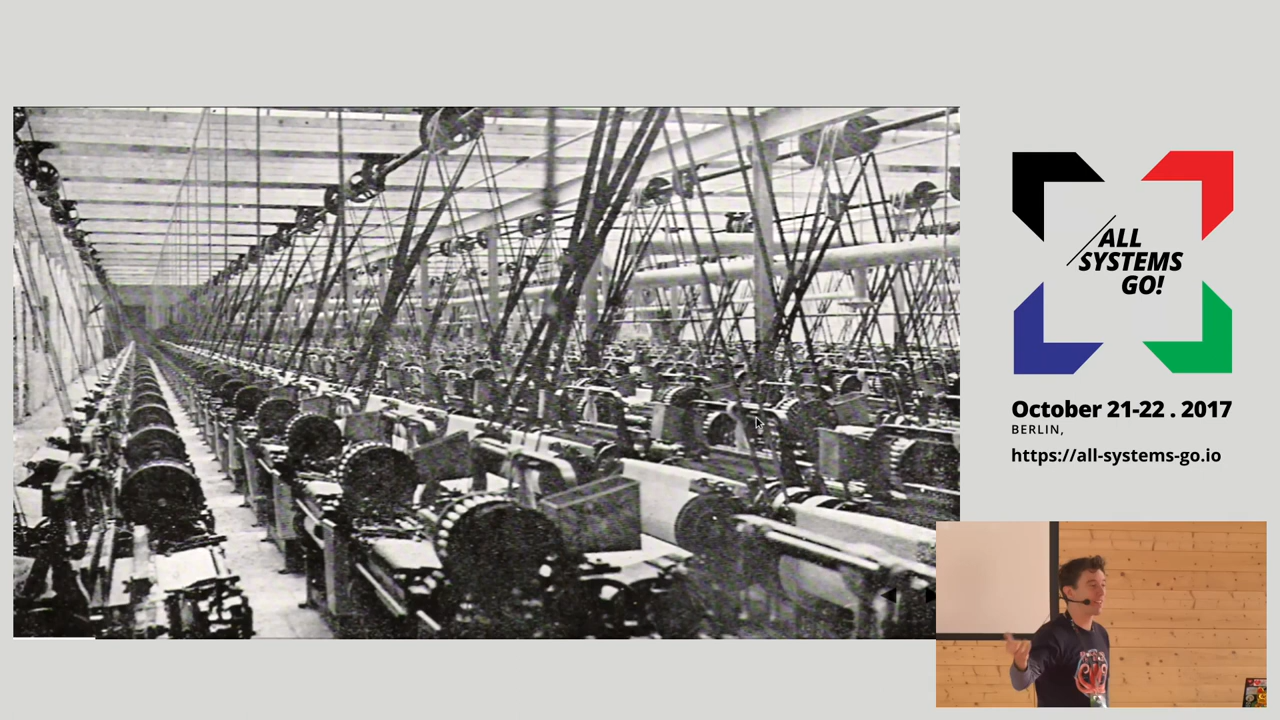 ALL
SYSTEMS
GO!
October 21-22 . 2017
BERLIN,
https://all-systems-go.io